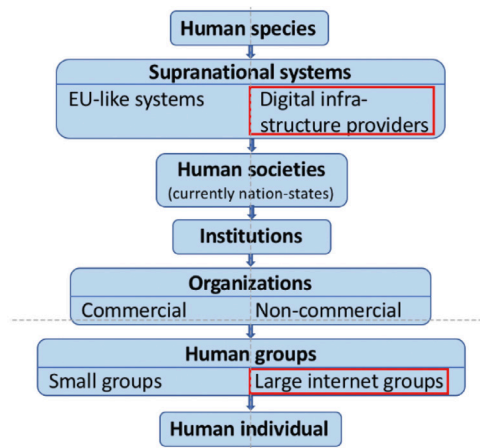 Human species
Supranational systems
EU-like systems
Digital infra-
structure providers
Human societies
(currently nation-states)
Institutions
Organizations
Commercial
Non-commercial
Human groups
Small groups
Large internet groups
Human individual